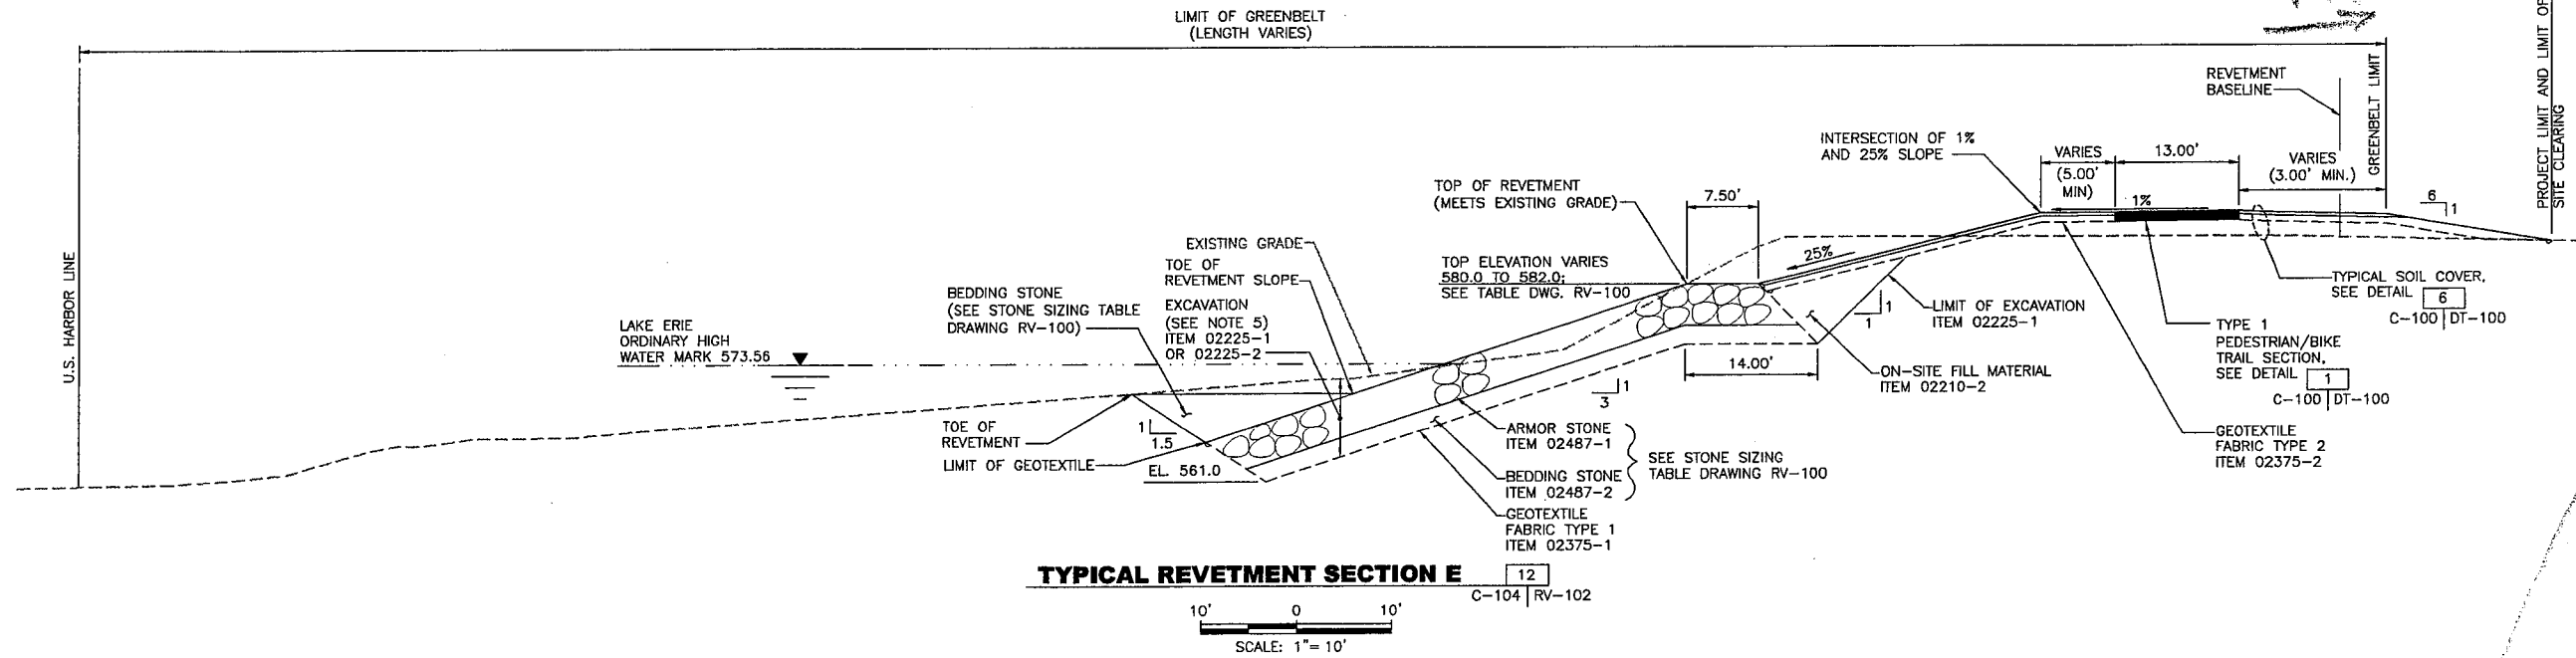 LIMIT OF GREENBELT
(LENGTH VARIES)
U.S. HARBOR LINE
LAKE ERIE
ORDINARY HIGH
WATER MARK 573.56
BEDDING STONE
(SEE STONE SIZING TABLE
DRAWING RV-100)
EXISTING GRADE
TOE OF
REVETMENT SLOPE
EXCAVATION
(SEE NOTE 5)
ITEM 02225-1
OR 02225-2
TOE OF
REVETMENT
LIMIT OF GEOTEXTILE
1
1.5
EL. 561.0
TOP OF REVETMENT
(MEETS EXISTING GRADE)
TOP ELEVATION VARIES
580.0 TO 582.0;
SEE TABLE DWG. RV-100
7.50'
14.00'
1
3
ARMOR STONE
ITEM 02487-1
BEDDING STONE
ITEM 02487-2
SEE STONE SIZING
TABLE DRAWING RV-100
GEOTEXTILE
FABRIC TYPE 1
ITEM 02375-1
INTERSECTION OF 1%
AND 25% SLOPE
25%
1
1
LIMIT OF EXCAVATION
ITEM 02225-1
ON-SITE FILL MATERIAL
ITEM 02210-2
VARIES
(5.00'
MIN)
13.00'
1%
VARIES
(3.00' MIN.)
REVETMENT
BASELINE
GREENBELT LIMIT
6
1
PROJECT LIMIT AND LIMIT OF
SITE CLEARING
TYPICAL SOIL COVER,
SEE DETAIL 6
C-100 DT-100
TYPE 1
PEDESTRIAN/BIKE
TRAIL SECTION,
SEE DETAIL 1
C-100 DT-100
GEOTEXTILE
FABRIC TYPE 2
ITEM 02375-2
TYPICAL REVETMENT SECTION E 12
C-104 RV-102
10' 0 10'
SCALE: 1"= 10'